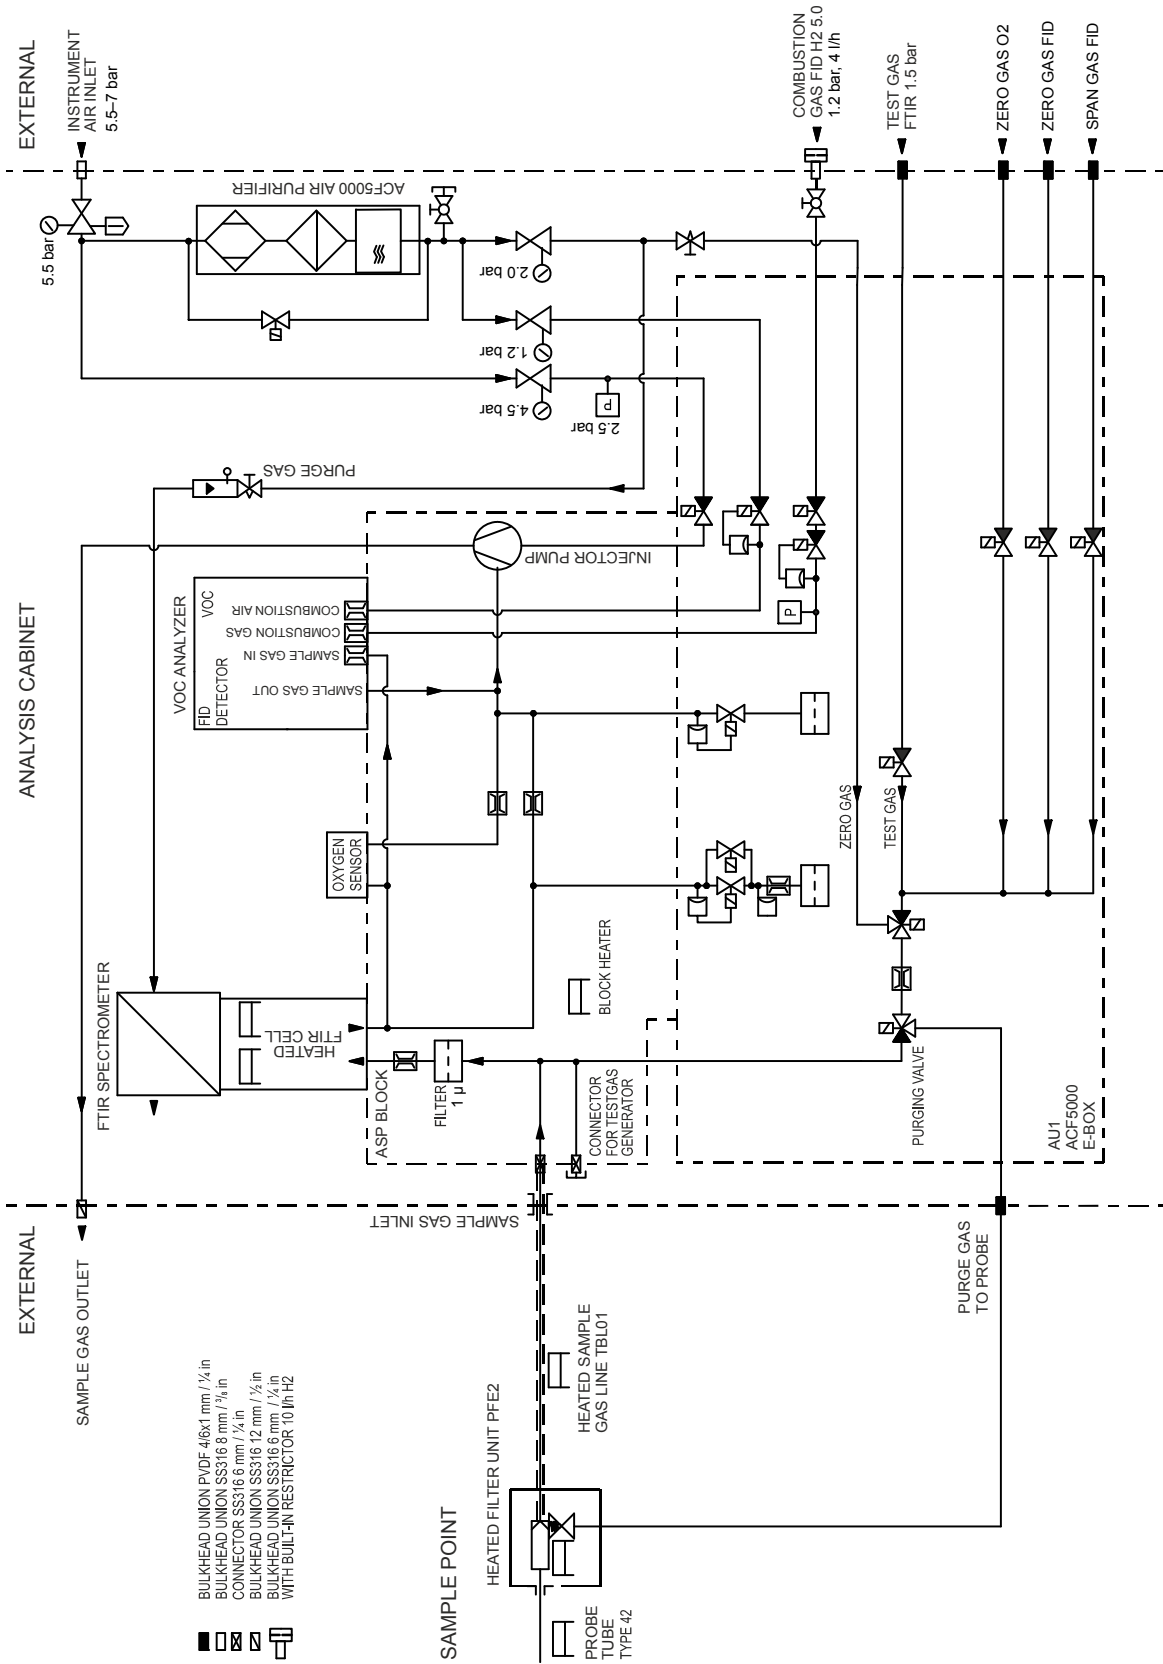 EXTERNAL
ANALYSIS CABINET
EXTERNAL
INSTRUMENT
AIR INLET
5.5–7 bar
5.5 bar
ACF5000 AIR PURIFIER
2.0 bar
1.2 bar
4.5 bar
P
2.5 bar
COMBUSTION
GAS FID H2 5.0
1.2 bar, 4 l/h
TEST GAS
FTIR 1.5 bar
ZERO GAS O2
ZERO GAS FID
SPAN GAS FID
PURGE GAS
INJECTOR PUMP
VOC ANALYZER
VOC
FID
DETECTOR
COMBUSTION AIR
COMBUSTION GAS
SAMPLE GAS IN
SAMPLE GAS OUT
P
OXYGEN
SENSOR
ZERO GAS
TEST GAS
BLOCK HEATER
FTIR SPECTROMETER
HEATED
FTIR CELL
ASP BLOCK
FILTER
1 µ
CONNECTOR
FOR TESTGAS
GENERATOR
PURGING VALVE
AU1
ACF5000
E-BOX
SAMPLE GAS INLET
SAMPLE GAS OUTLET
PURGE GAS
TO PROBE
HEATED SAMPLE
GAS LINE TBL01
HEATED FILTER UNIT PFE2
SAMPLE POINT
PROBE
TUBE
TYPE 42
BULKHEAD UNION PVDF 4/6x1 mm / ¼ in
BULKHEAD UNION SS316 8 mm / ³/₈ in
CONNECTOR SS316 6 mm / ¼ in
BULKHEAD UNION SS316 12 mm / ½ in
BULKHEAD UNION SS316 6 mm / ¼ in
WITH BUILT-IN RESTRICTOR 10 l/h H2